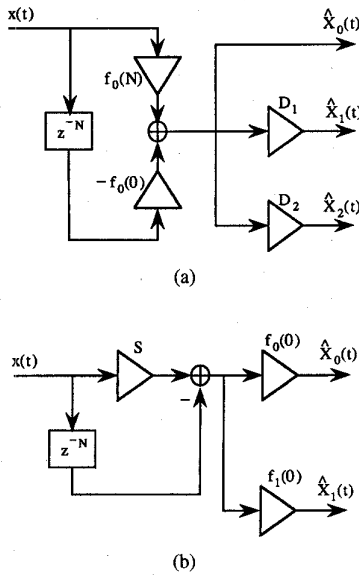 x(t)
X̂₀(t)
f₀(N)
D₁
X̂₁(t)
z⁻ᴺ
−f₀(0)
D₂
X̂₂(t)
(a)
S
f₀(0)
x(t)
X̂₀(t)
−
z⁻ᴺ
f₁(0)
X̂₁(t)
(b)